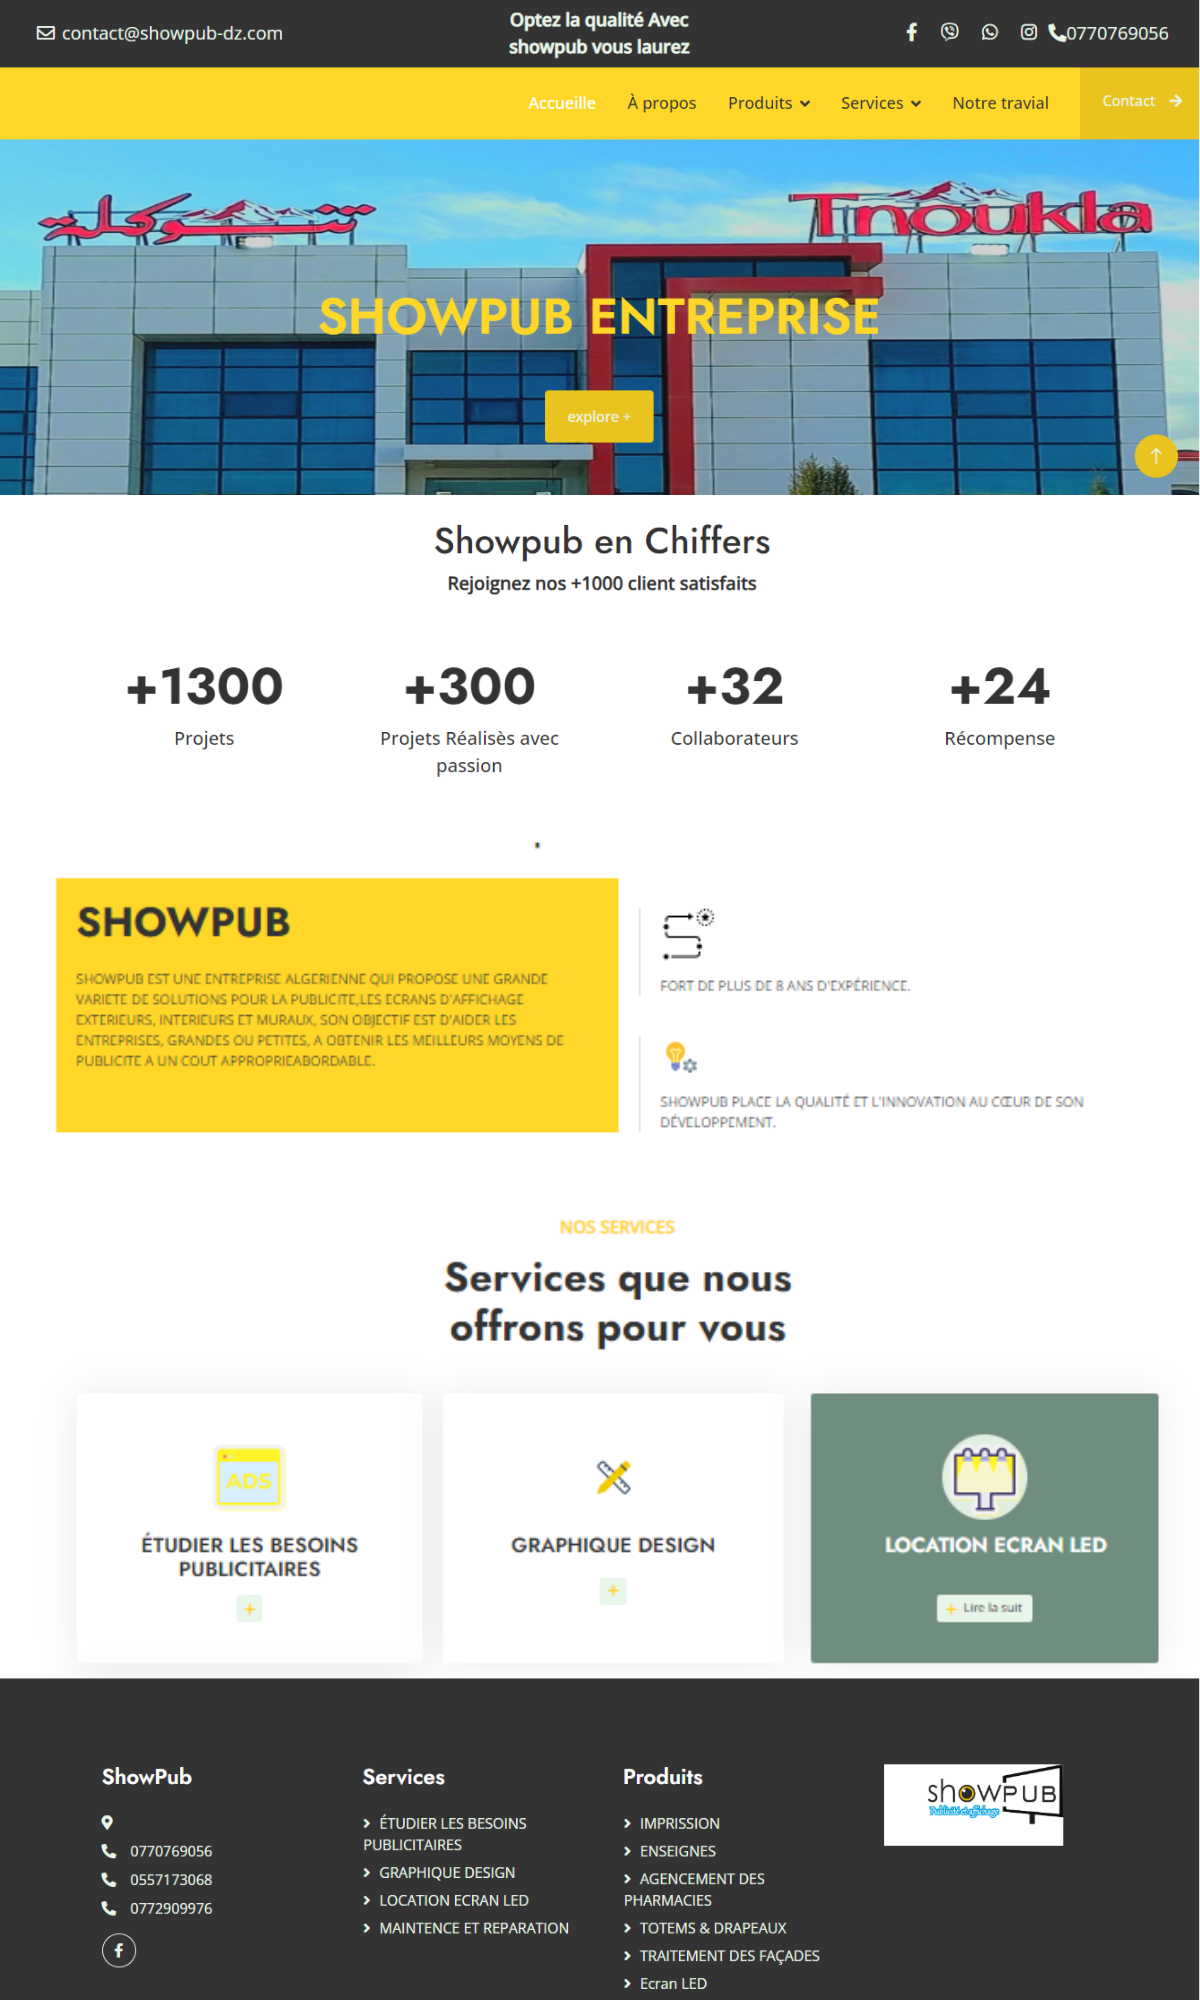 contact@showpub-dz.com
Optez la qualité Avec
showpub vous laurez
0770769056
Accueille
À propos
Produits
Services
Notre travial
Contact
تشوكلة
Tchoukla
SHOWPUB ENTREPRISE
explore +
Showpub en Chiffers
Rejoignez nos +1000 client satisfaits
+1300
Projets
+300
Projets Réalisès avec
passion
+32
Collaborateurs
+24
Récompense
SHOWPUB
SHOWPUB EST UNE ENTREPRISE ALGERIENNE QUI PROPOSE UNE GRANDE
VARIETE DE SOLUTIONS POUR LA PUBLICITE,LES ECRANS D'AFFICHAGE
EXTERIEURS, INTERIEURS ET MURAUX, SON OBJECTIF EST D'AIDER LES
ENTREPRISES, GRANDES OU PETITES, A OBTENIR LES MEILLEURS MOYENS DE
PUBLICITE A UN COUT APPROPRIEABORDABLE.
FORT DE PLUS DE 8 ANS D'EXPÉRIENCE.
SHOWPUB PLACE LA QUALITÉ ET L'INNOVATION AU CŒUR DE SON
DÉVELOPPEMENT.
NOS SERVICES
Services que nous
offrons pour vous
ADS
ÉTUDIER LES BESOINS
PUBLICITAIRES
+
GRAPHIQUE DESIGN
+
LOCATION ECRAN LED
+ Lire la suit
ShowPub
0770769056
0557173068
0772909976
Services
ÉTUDIER LES BESOINS
PUBLICITAIRES
GRAPHIQUE DESIGN
LOCATION ECRAN LED
MAINTENCE ET REPARATION
Produits
IMPRISSION
ENSEIGNES
AGENCEMENT DES
PHARMACIES
TOTEMS & DRAPEAUX
TRAITEMENT DES FAÇADES
Ecran LED
showPUB
Publicité et affichage